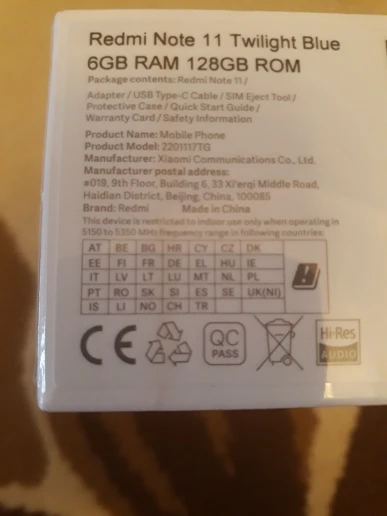 Redmi Note 11 Twilight Blue
6GB RAM 128GB ROM
Package contents: Redmi Note 11 /
Adapter / USB Type-C Cable / SIM Eject Tool /
Protective Case / Quick Start Guide /
Warranty Card / Safety Information
Product Name: Mobile Phone
Product Model: 2201117TG
Manufacturer: Xiaomi Communications Co., Ltd.
Manufacturer postal address:
#019, 9th Floor, Building 6, 33 Xi'erqi Middle Road,
Haidian District, Beijing, China, 100085
Brand: Redmi Made in China
This device is restricted to indoor use only when operating in
5150 to 5350 MHz frequency range in following countries:
AT BE BG HR CY CZ DK
EE FI FR DE EL HU IE
IT LV LT LU MT NL PL
PT RO SK SI ES SE UK(NI)
IS LI NO CH TR
CE
QC
PASS
Hi-Res
AUDIO